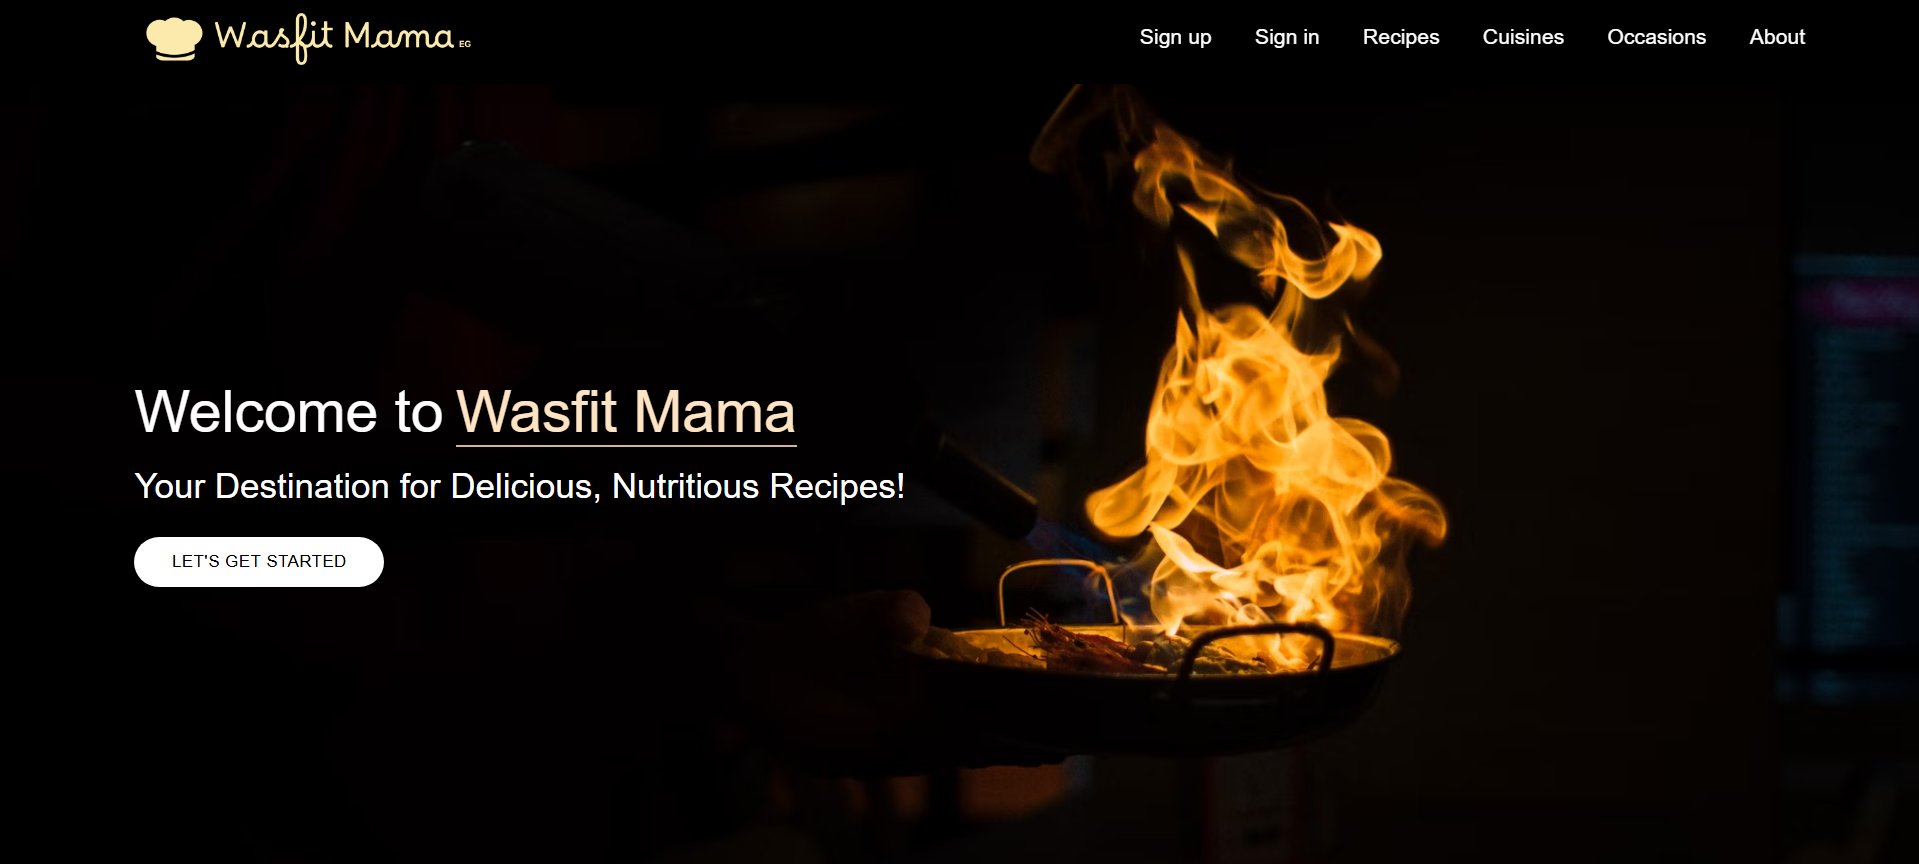 Wasfit Mama EG
Sign up Sign in Recipes Cuisines Occasions About
Welcome to Wasfit Mama
Your Destination for Delicious, Nutritious Recipes!
LET'S GET STARTED